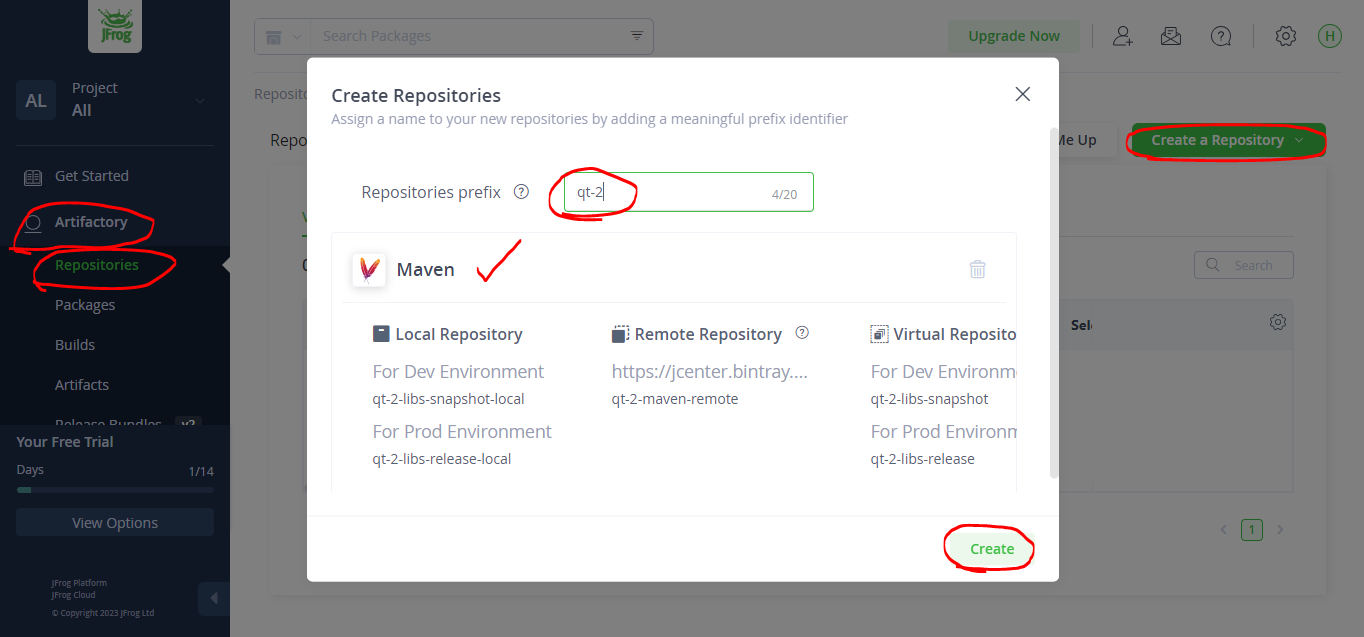 JFrog
Search Packages
Upgrade Now
H
AL
Project
All
Get Started
Artifactory
Repositories
Packages
Builds
Artifacts
Release Bundles v2
Your Free Trial
Days 1/14
View Options
JFrog Platform
JFrog Cloud
© Copyright 2023 JFrog Ltd
Reposito
Repo
Me Up
Create a Repository
Search
Sel
1
Create Repositories
Assign a name to your new repositories by adding a meaningful prefix identifier
Repositories prefix ? qt-2 4/20
Maven
Local Repository
For Dev Environment
qt-2-libs-snapshot-local
For Prod Environment
qt-2-libs-release-local
Remote Repository ?
https://jcenter.bintray....
qt-2-maven-remote
Virtual Reposito
For Dev Environme
qt-2-libs-snapshot
For Prod Environm
qt-2-libs-release
Create